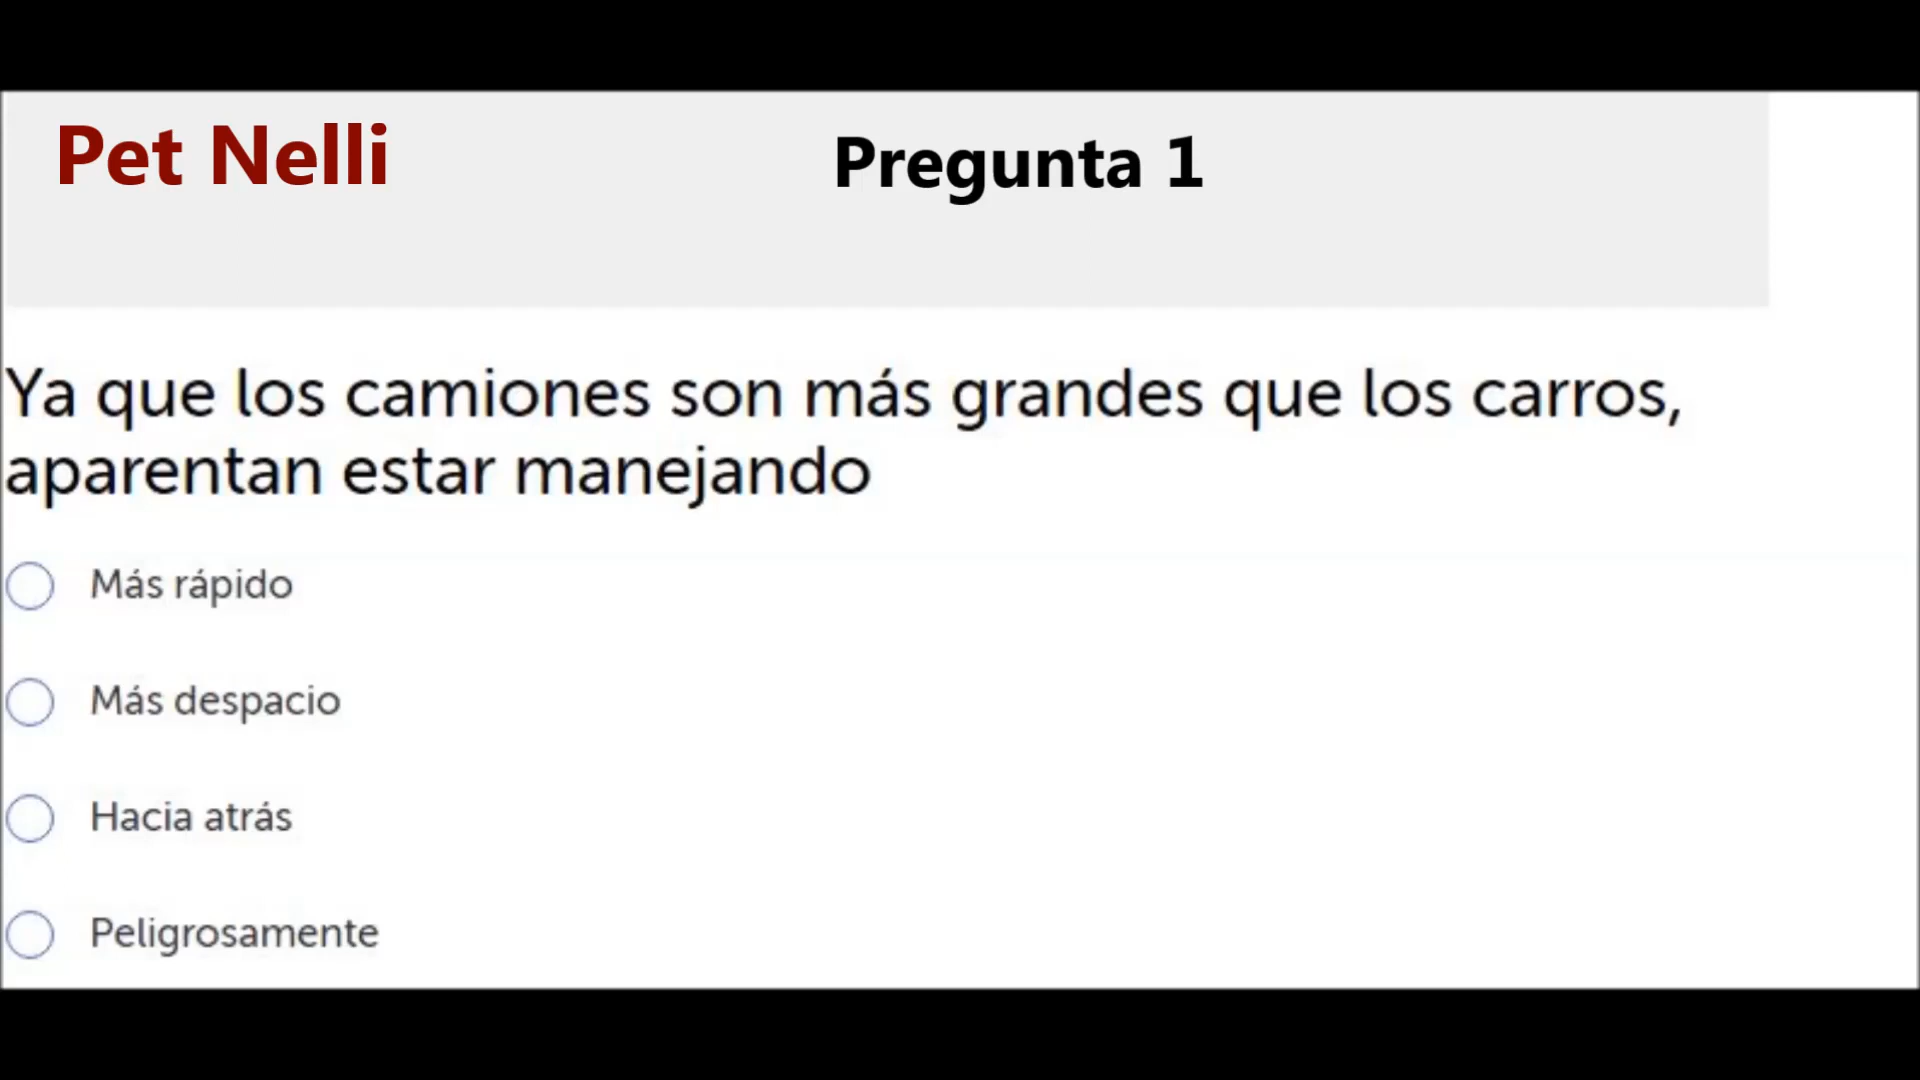 Pet Nelli
Pregunta 1
Ya que los camiones son más grandes que los carros,
aparentan estar manejando
Más rápido
Más despacio
Hacia atrás
Peligrosamente